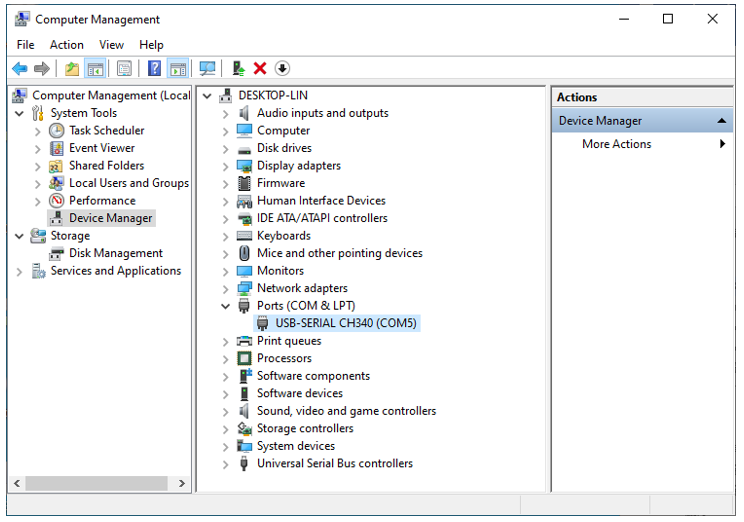 Computer Management
File Action View Help
Computer Management (Local
System Tools
Task Scheduler
Event Viewer
Shared Folders
Local Users and Groups
Performance
Device Manager
Storage
Disk Management
Services and Applications
DESKTOP-LIN
Audio inputs and outputs
Computer
Disk drives
Display adapters
Firmware
Human Interface Devices
IDE ATA/ATAPI controllers
Keyboards
Mice and other pointing devices
Monitors
Network adapters
Ports (COM & LPT)
USB-SERIAL CH340 (COM5)
Print queues
Processors
Software components
Software devices
Sound, video and game controllers
Storage controllers
System devices
Universal Serial Bus controllers
Actions
Device Manager
More Actions